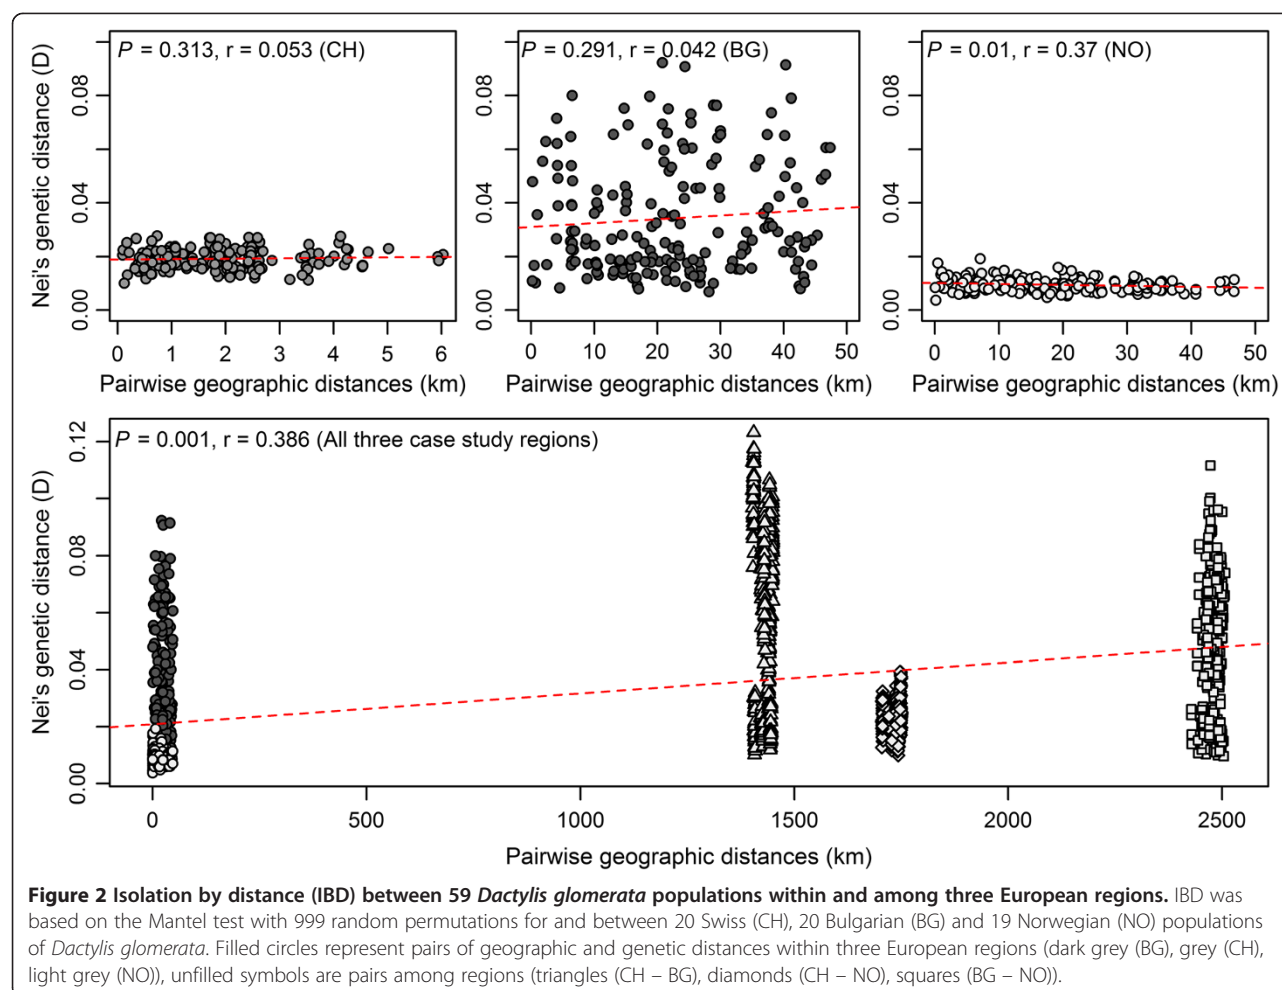 P = 0.313, r = 0.053 (CH)
Nei's genetic distance (D)
0.08
0.04
0.00
0 1 2 3 4 5 6
Pairwise geographic distances (km)
P = 0.291, r = 0.042 (BG)
0.08
0.04
0.00
0 10 20 30 40 50
Pairwise geographic distances (km)
P = 0.01, r = 0.37 (NO)
0.08
0.04
0.00
0 10 20 30 40 50
Pairwise geographic distances (km)
P = 0.001, r = 0.386 (All three case study regions)
Nei's genetic distance (D)
0.12
0.08
0.04
0.00
0 500 1000 1500 2000 2500
Pairwise geographic distances (km)
Figure 2 Isolation by distance (IBD) between 59 Dactylis glomerata populations within and among three European regions. IBD was
based on the Mantel test with 999 random permutations for and between 20 Swiss (CH), 20 Bulgarian (BG) and 19 Norwegian (NO) populations
of Dactylis glomerata. Filled circles represent pairs of geographic and genetic distances within three European regions (dark grey (BG), grey (CH),
light grey (NO)), unfilled symbols are pairs among regions (triangles (CH – BG), diamonds (CH – NO), squares (BG – NO)).